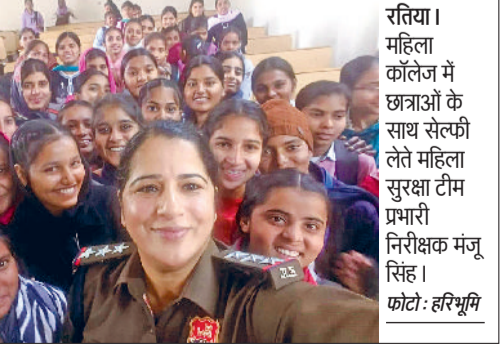 रतिया।
महिला
कॉलेज में
छात्राओं के
साथ सेल्फी
लेते महिला
सुरक्षा टीम
प्रभारी
निरीक्षक मंजू
सिंह।
फोटो : हरिभूमि